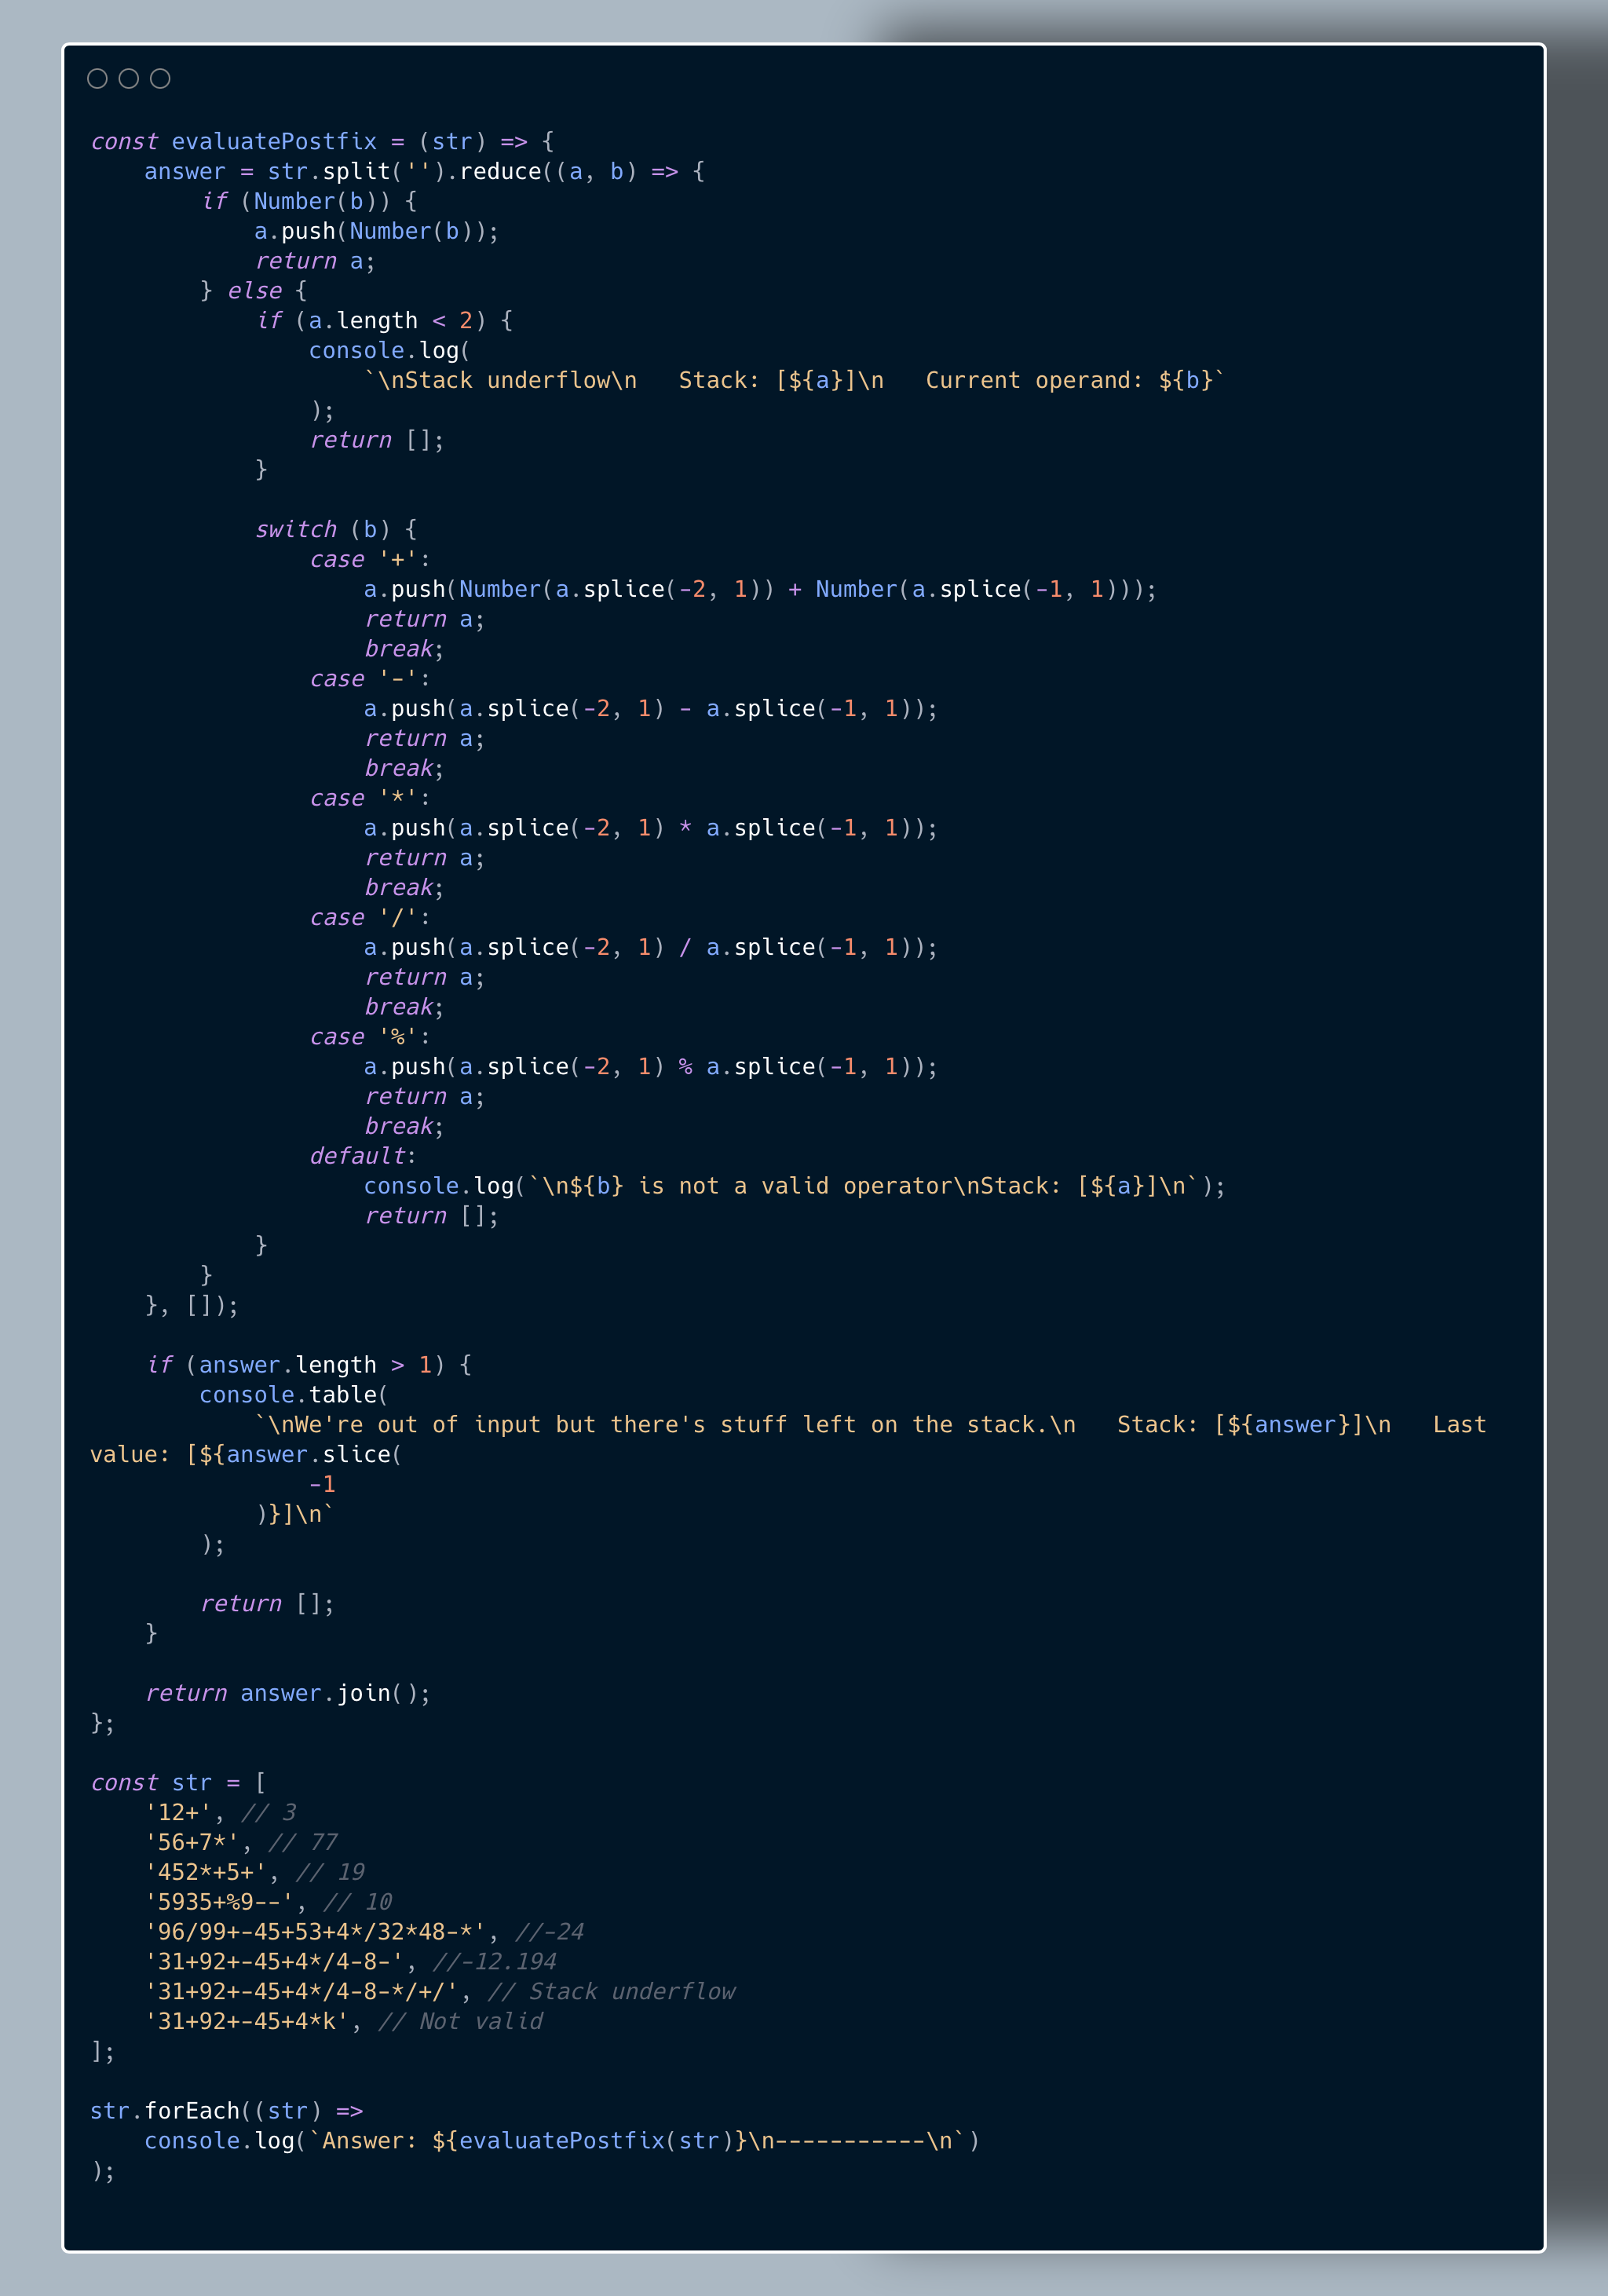 const evaluatePostfix = (str) => {
    answer = str.split('').reduce((a, b) => {
        if (Number(b)) {
            a.push(Number(b));
            return a;
        } else {
            if (a.length < 2) {
                console.log(
                    `\nStack underflow\n   Stack: [${a}]\n   Current operand: ${b}`
                );
                return [];
            }

            switch (b) {
                case '+':
                    a.push(Number(a.splice(-2, 1)) + Number(a.splice(-1, 1)));
                    return a;
                    break;
                case '-':
                    a.push(a.splice(-2, 1) - a.splice(-1, 1));
                    return a;
                    break;
                case '*':
                    a.push(a.splice(-2, 1) * a.splice(-1, 1));
                    return a;
                    break;
                case '/':
                    a.push(a.splice(-2, 1) / a.splice(-1, 1));
                    return a;
                    break;
                case '%':
                    a.push(a.splice(-2, 1) % a.splice(-1, 1));
                    return a;
                    break;
                default:
                    console.log(`\n${b} is not a valid operator\nStack: [${a}]\n`);
                    return [];
            }
        }
    }, []);

    if (answer.length > 1) {
        console.table(
            `\nWe're out of input but there's stuff left on the stack.\n   Stack: [${answer}]\n   Last
value: [${answer.slice(
                -1
            )}]\n`
        );

        return [];
    }

    return answer.join();
};

const str = [
    '12+', // 3
    '56+7*', // 77
    '452*+5+', // 19
    '5935+%9--', // 10
    '96/99+-45+53+4*/32*48-*', //-24
    '31+92+-45+4*/4-8-', //-12.194
    '31+92+-45+4*/4-8-*/+/', // Stack underflow
    '31+92+-45+4*k', // Not valid
];

str.forEach((str) =>
    console.log(`Answer: ${evaluatePostfix(str)}\n-----------\n`)
);